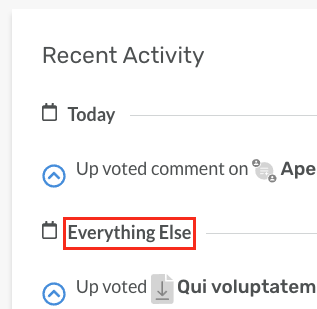 Recent Activity
Today
Up voted comment on Ape
Everything Else
Up voted Qui voluptatem